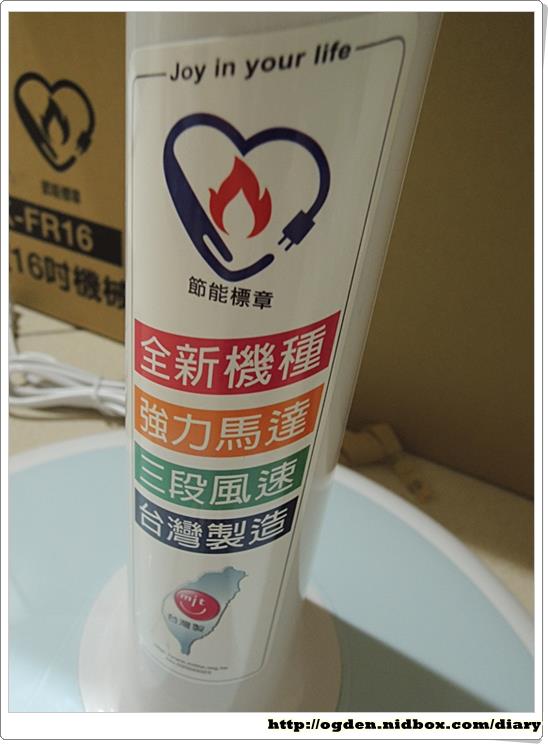 Joy in your life
節能標章
全新機種
強力馬達
三段風速
台灣製造
mit
台灣製
節能標章
-FR16
16吋機械
http://ogden.nidbox.com/diary